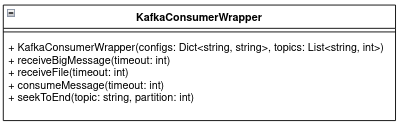 KafkaConsumerWrapper
+ KafkaConsumerWrapper(configs: Dict<string, string>, topics: List<string, int>)
+ receiveBigMessage(timeout: int)
+ receiveFile(timeout: int)
+ consumeMessage(timeout: int)
+ seekToEnd(topic: string, partition: int)